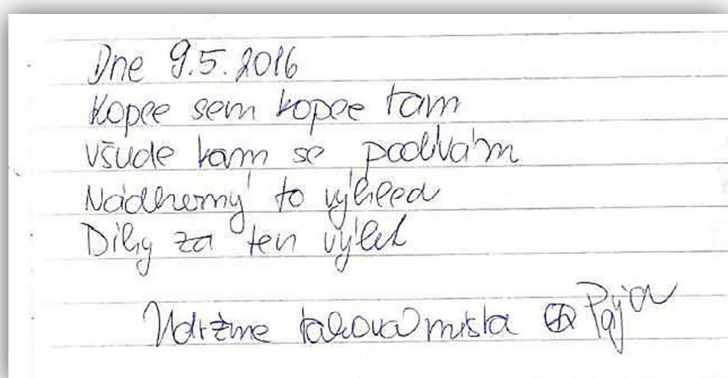 Dne 9.5.2016
Kopce sem kopce tam
všude kam se podívám
Nádherný to výhled
Díky za ten výlet
Udržme taková místa Pája